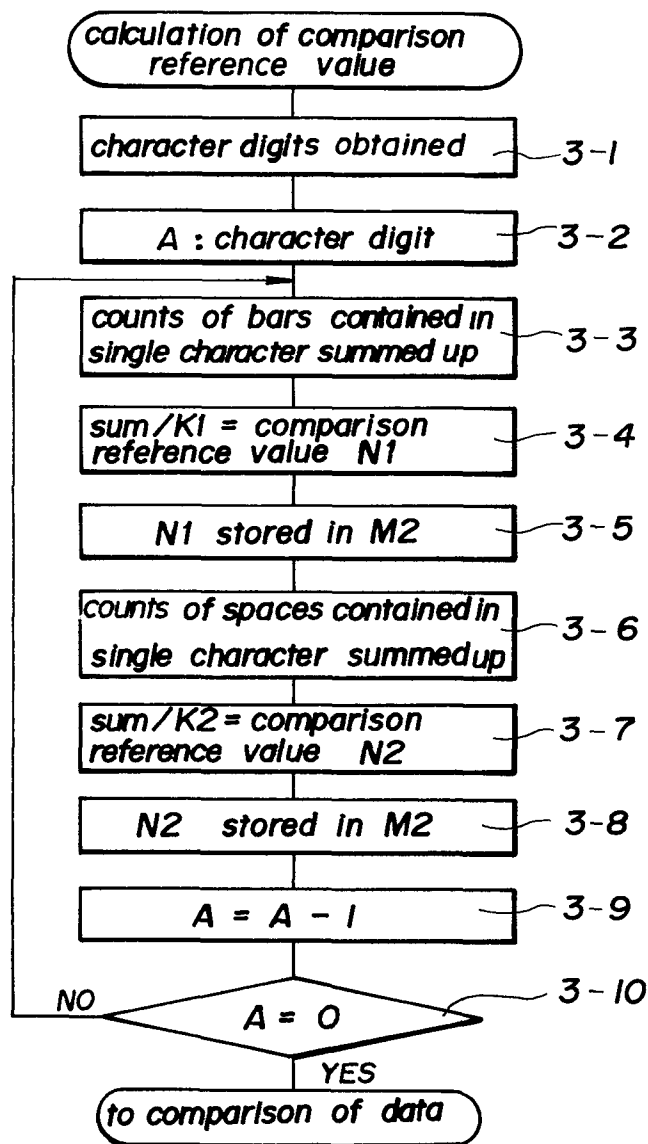 calculation of comparison
reference value
character digits obtained
3-1
A : character digit
3-2
counts of bars contained in
single character summed up
3-3
sum/K1 = comparison
reference value N1
3-4
N1 stored in M2
3-5
counts of spaces contained in
single character summed up
3-6
sum/K2 = comparison
reference value N2
3-7
N2 stored in M2
3-8
A = A - 1
3-9
A = 0
3-10
NO
YES
to comparison of data